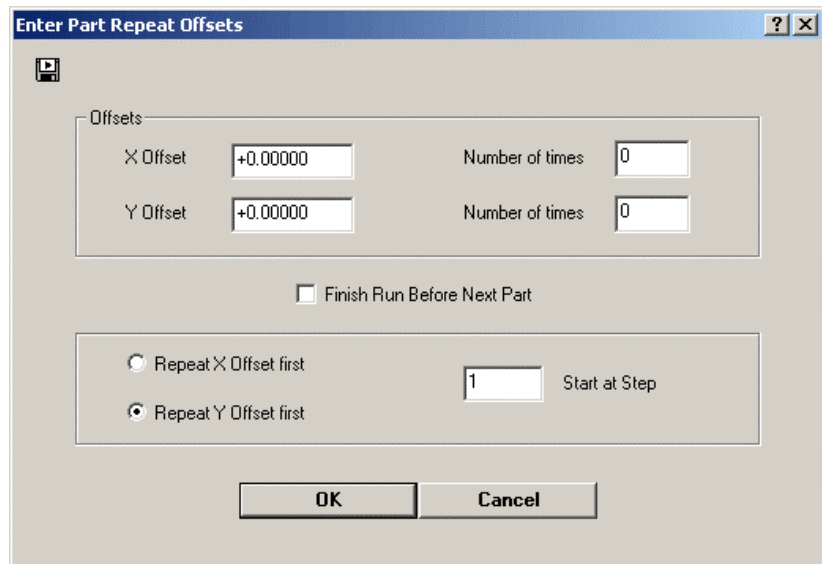 Enter Part Repeat Offsets
Offsets
X Offset +0.00000 Number of times 0
Y Offset +0.00000 Number of times 0
Finish Run Before Next Part
Repeat X Offset first
1 Start at Step
Repeat Y Offset first
OK Cancel